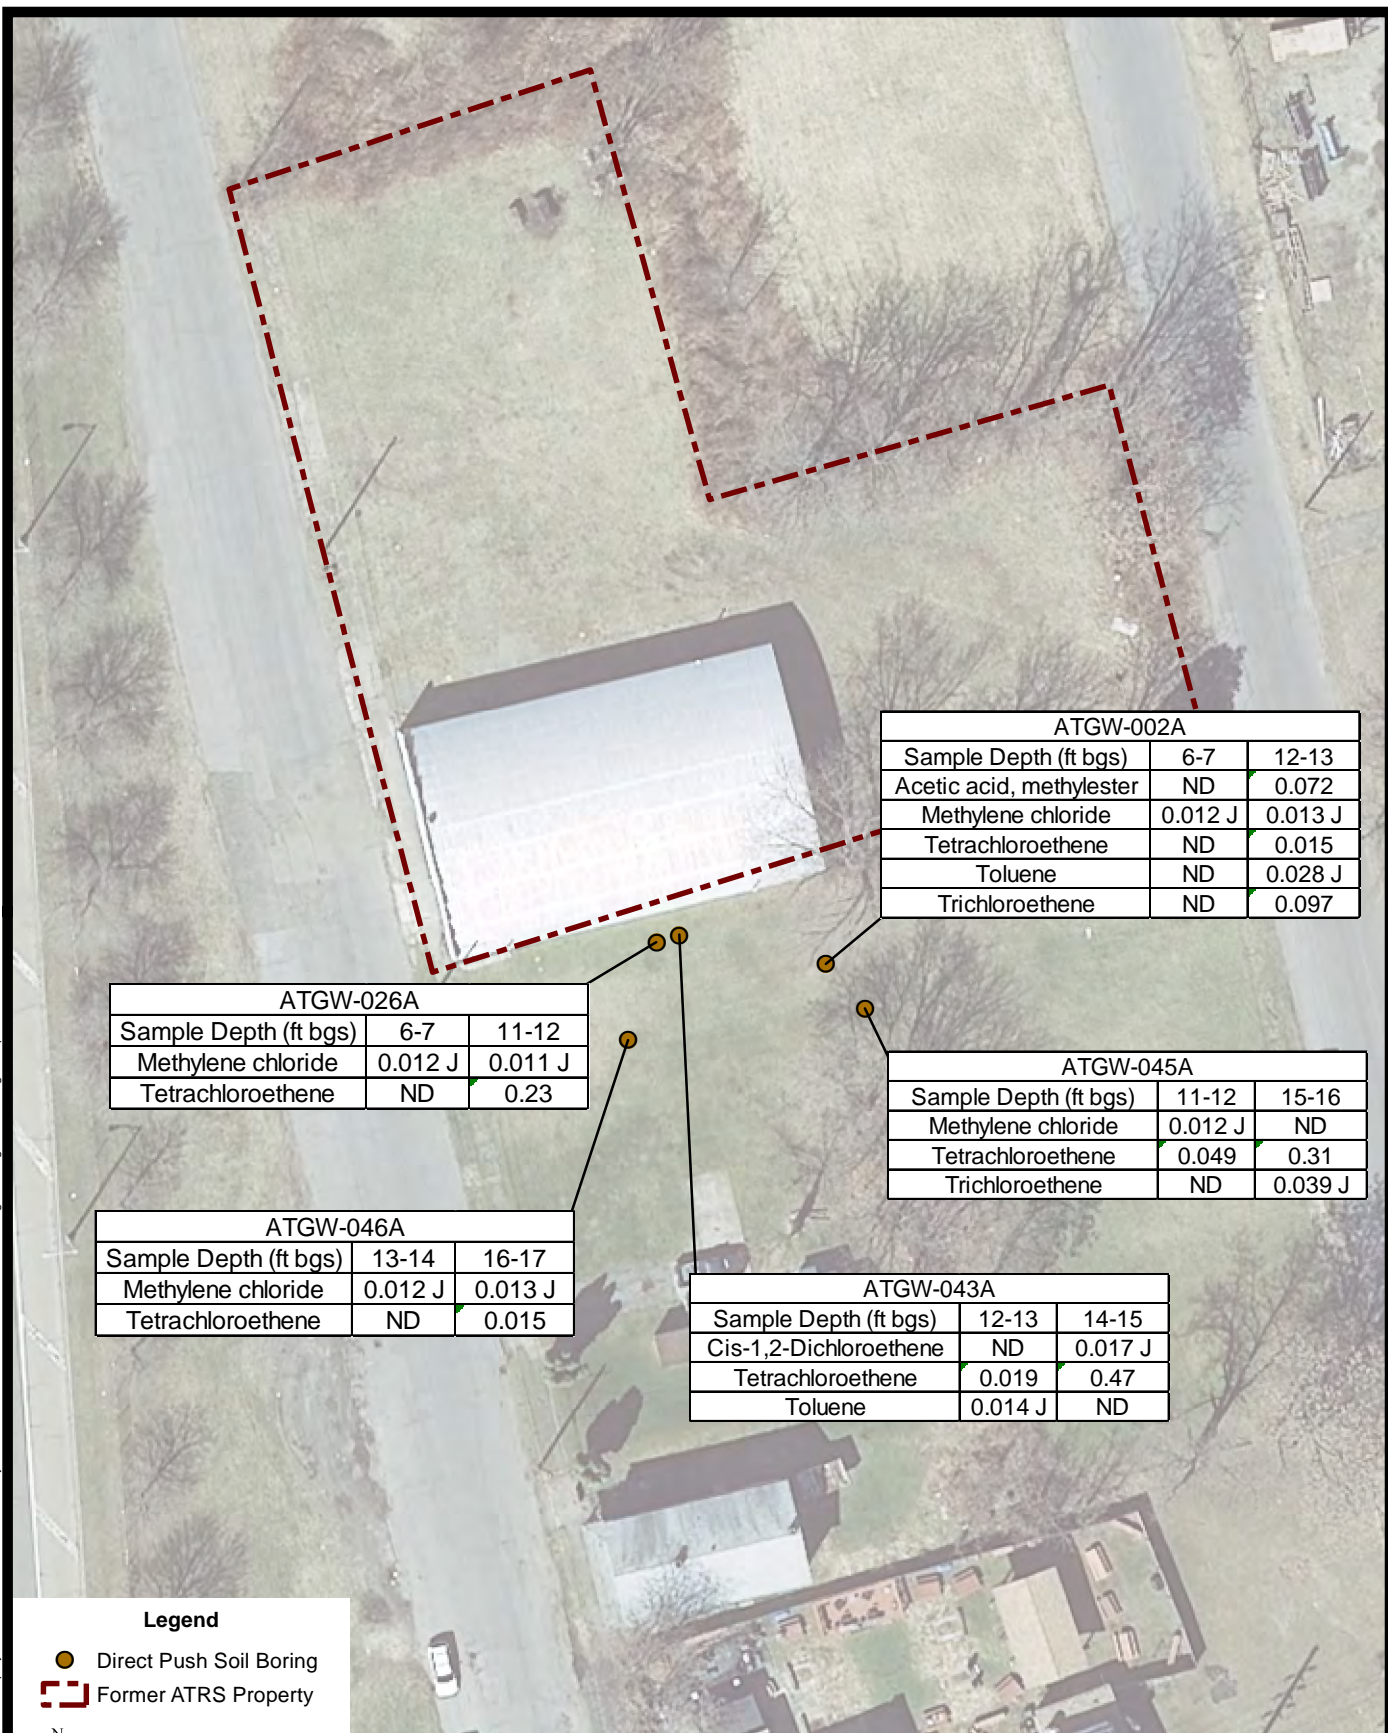 ATGW-002A
Sample Depth (ft bgs) 6-7 12-13
Acetic acid, methylester ND 0.072
Methylene chloride 0.012 J 0.013 J
Tetrachloroethene ND 0.015
Toluene ND 0.028 J
Trichloroethene ND 0.097
ATGW-026A
Sample Depth (ft bgs) 6-7 11-12
Methylene chloride 0.012 J 0.011 J
Tetrachloroethene ND 0.23
ATGW-045A
Sample Depth (ft bgs) 11-12 15-16
Methylene chloride 0.012 J ND
Tetrachloroethene 0.049 0.31
Trichloroethene ND 0.039 J
ATGW-046A
Sample Depth (ft bgs) 13-14 16-17
Methylene chloride 0.012 J 0.013 J
Tetrachloroethene ND 0.015
ATGW-043A
Sample Depth (ft bgs) 12-13 14-15
Cis-1,2-Dichloroethene ND 0.017 J
Tetrachloroethene 0.019 0.47
Toluene 0.014 J ND
Legend
Direct Push Soil Boring
Former ATRS Property
N